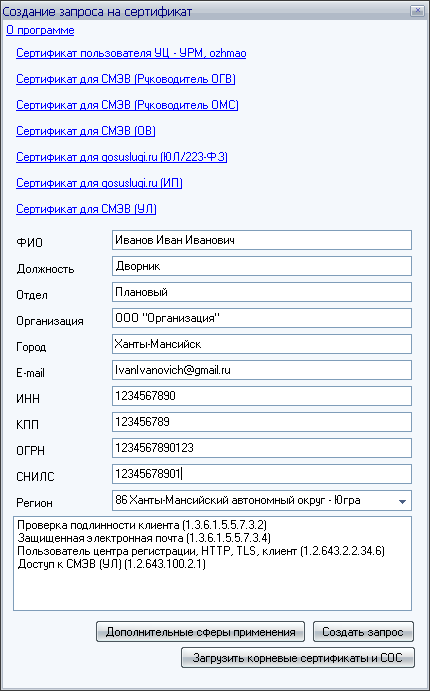 Создание запроса на сертификат
О программе
Сертификат пользователя УЦ - УРМ, ozhmao
Сертификат для СМЭВ (Руководитель ОГВ)
Сертификат для СМЭВ (Руководитель ОМС)
Сертификат для СМЭВ (ОВ)
Сертификат для gosuslugi.ru (ЮЛ/223-ФЗ)
Сертификат для gosuslugi.ru (ИП)
Сертификат для СМЭВ (УЛ)
ФИО Иванов Иван Иванович
Должность Дворник
Отдел Плановый
Организация ООО "Организация"
Город Ханты-Мансийск
E-mail IvanIvanovich@gmail.ru
ИНН 1234567890
КПП 123456789
ОГРН 1234567890123
СНИЛС 12345678901
Регион 86 Ханты-Мансийский автономный округ - Югра
Проверка подлинности клиента (1.3.6.1.5.5.7.3.2)
Защищенная электронная почта (1.3.6.1.5.5.7.3.4)
Пользователь центра регистрации, HTTP, TLS, клиент (1.2.643.2.2.34.6)
Доступ к СМЭВ (УЛ) (1.2.643.100.2.1)
Дополнительные сферы применения Создать запрос
Загрузить корневые сертификаты и СОС